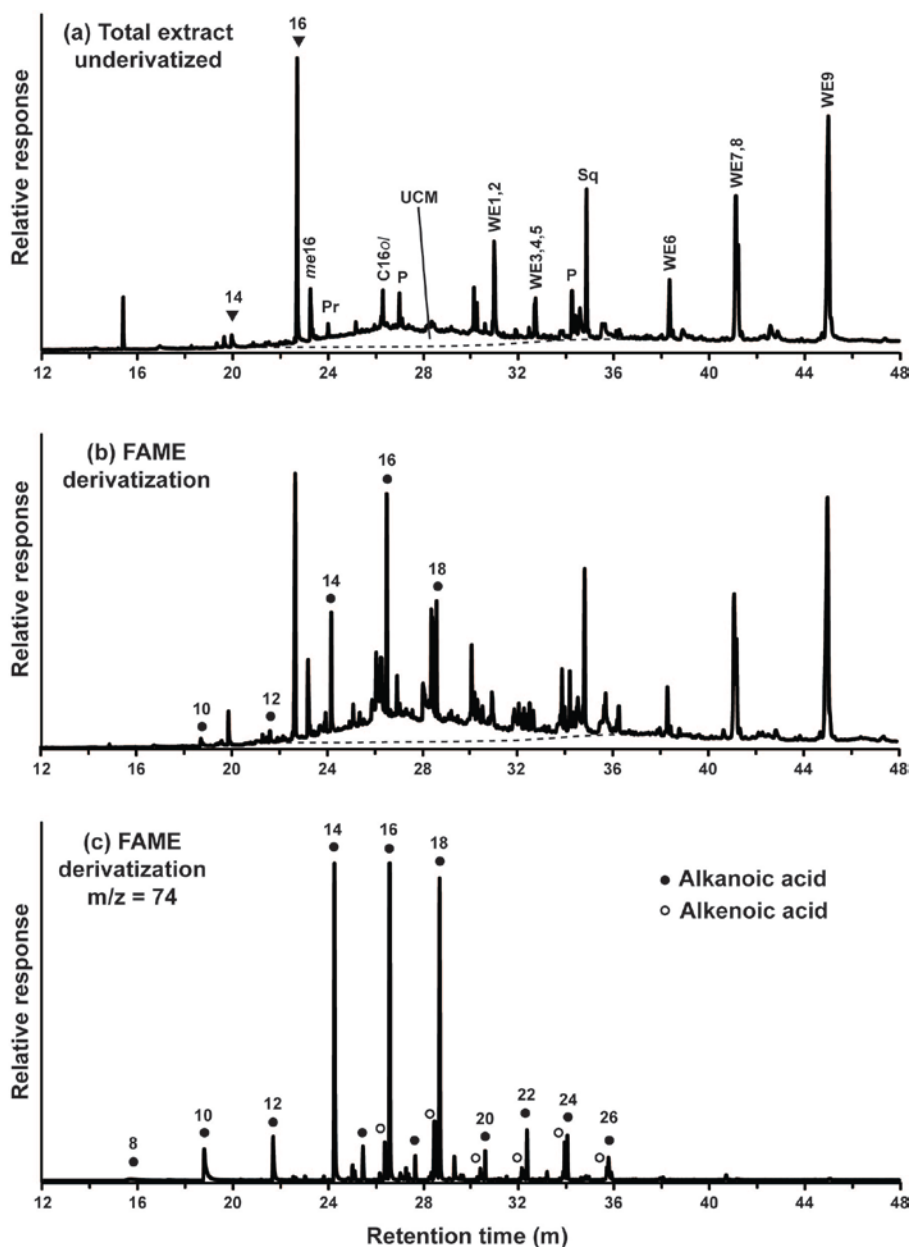 (a) Total extract
underivatized
Relative response
16
14
me16
Pr
C16ol
P
UCM
WE1,2
WE3,4,5
P
Sq
WE6
WE7,8
WE9
12 16 20 24 28 32 36 40 44 48
(b) FAME
derivatization
Relative response
10
12
14
16
18
12 16 20 24 28 32 36 40 44 48
(c) FAME
derivatization
m/z = 74
Relative response
8
10
12
14
16
18
20
22
24
26
● Alkanoic acid
○ Alkenoic acid
12 16 20 24 28 32 36 40 44 48
Retention time (m)